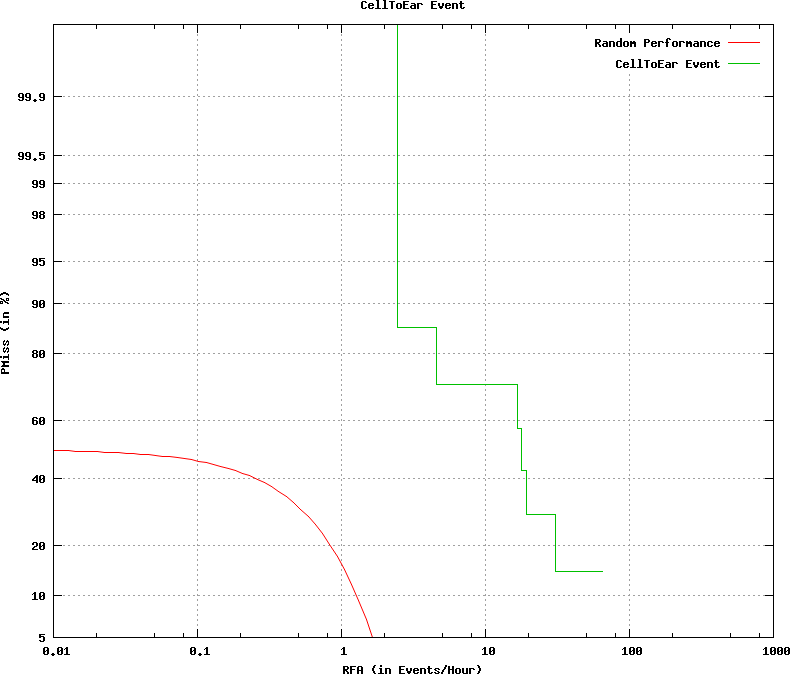 CellToEar Event
Random Performance
CellToEar Event
99.9
99.5
99
98
95
90
80
60
40
20
10
5
PMiss (in %)
0.01 0.1 1 10 100 1000
RFA (in Events/Hour)